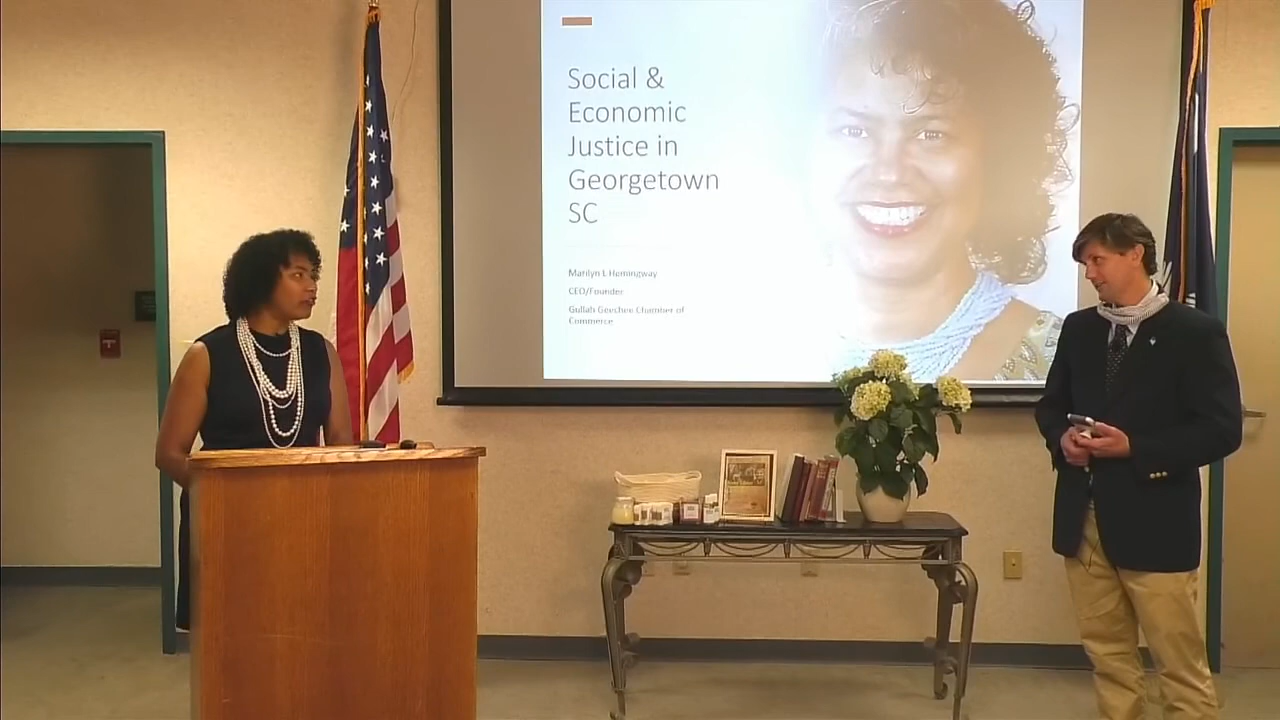 Social &
Economic
Justice in
Georgetown
SC
Marilyn L Hemingway
CEO/Founder
Gullah Geechee Chamber of
Commerce